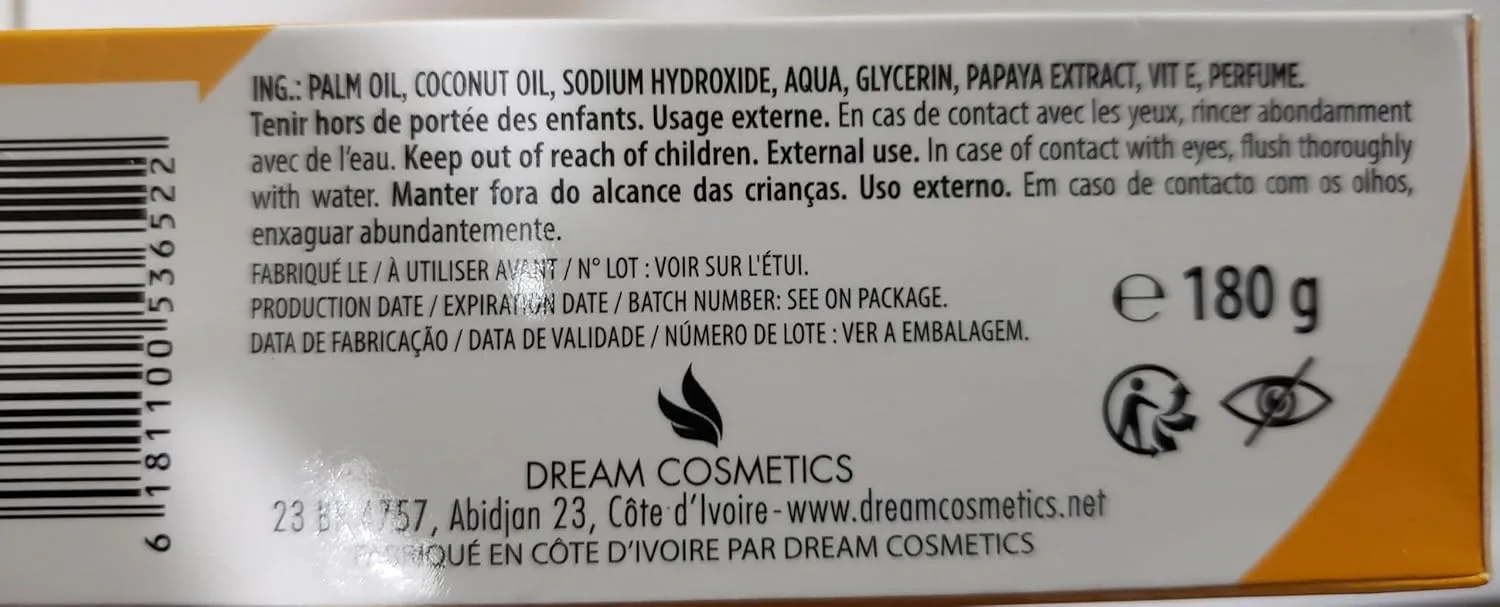 ING.: PALM OIL, COCONUT OIL, SODIUM HYDROXIDE, AQUA, GLYCERIN, PAPAYA EXTRACT, VIT E, PERFUME.
Tenir hors de portée des enfants. Usage externe. En cas de contact avec les yeux, rincer abondamment
avec de l'eau. Keep out of reach of children. External use. In case of contact with eyes, flush thoroughly
with water. Manter fora do alcance das crianças. Uso externo. Em caso de contacto com os olhos,
enxaguar abundantemente.
FABRIQUÉ LE / À UTILISER AVANT / N° LOT : VOIR SUR L'ÉTUI.
PRODUCTION DATE / EXPIRATION DATE / BATCH NUMBER: SEE ON PACKAGE.
DATA DE FABRICAÇÃO / DATA DE VALIDADE / NÚMERO DE LOTE : VER A EMBALAGEM.
e 180 g
DREAM COSMETICS
23, Abidjan 23, Côte d'Ivoire - www.dreamcosmetics.net
FABRIQUÉ EN CÔTE D'IVOIRE PAR DREAM COSMETICS
6 181100 536522